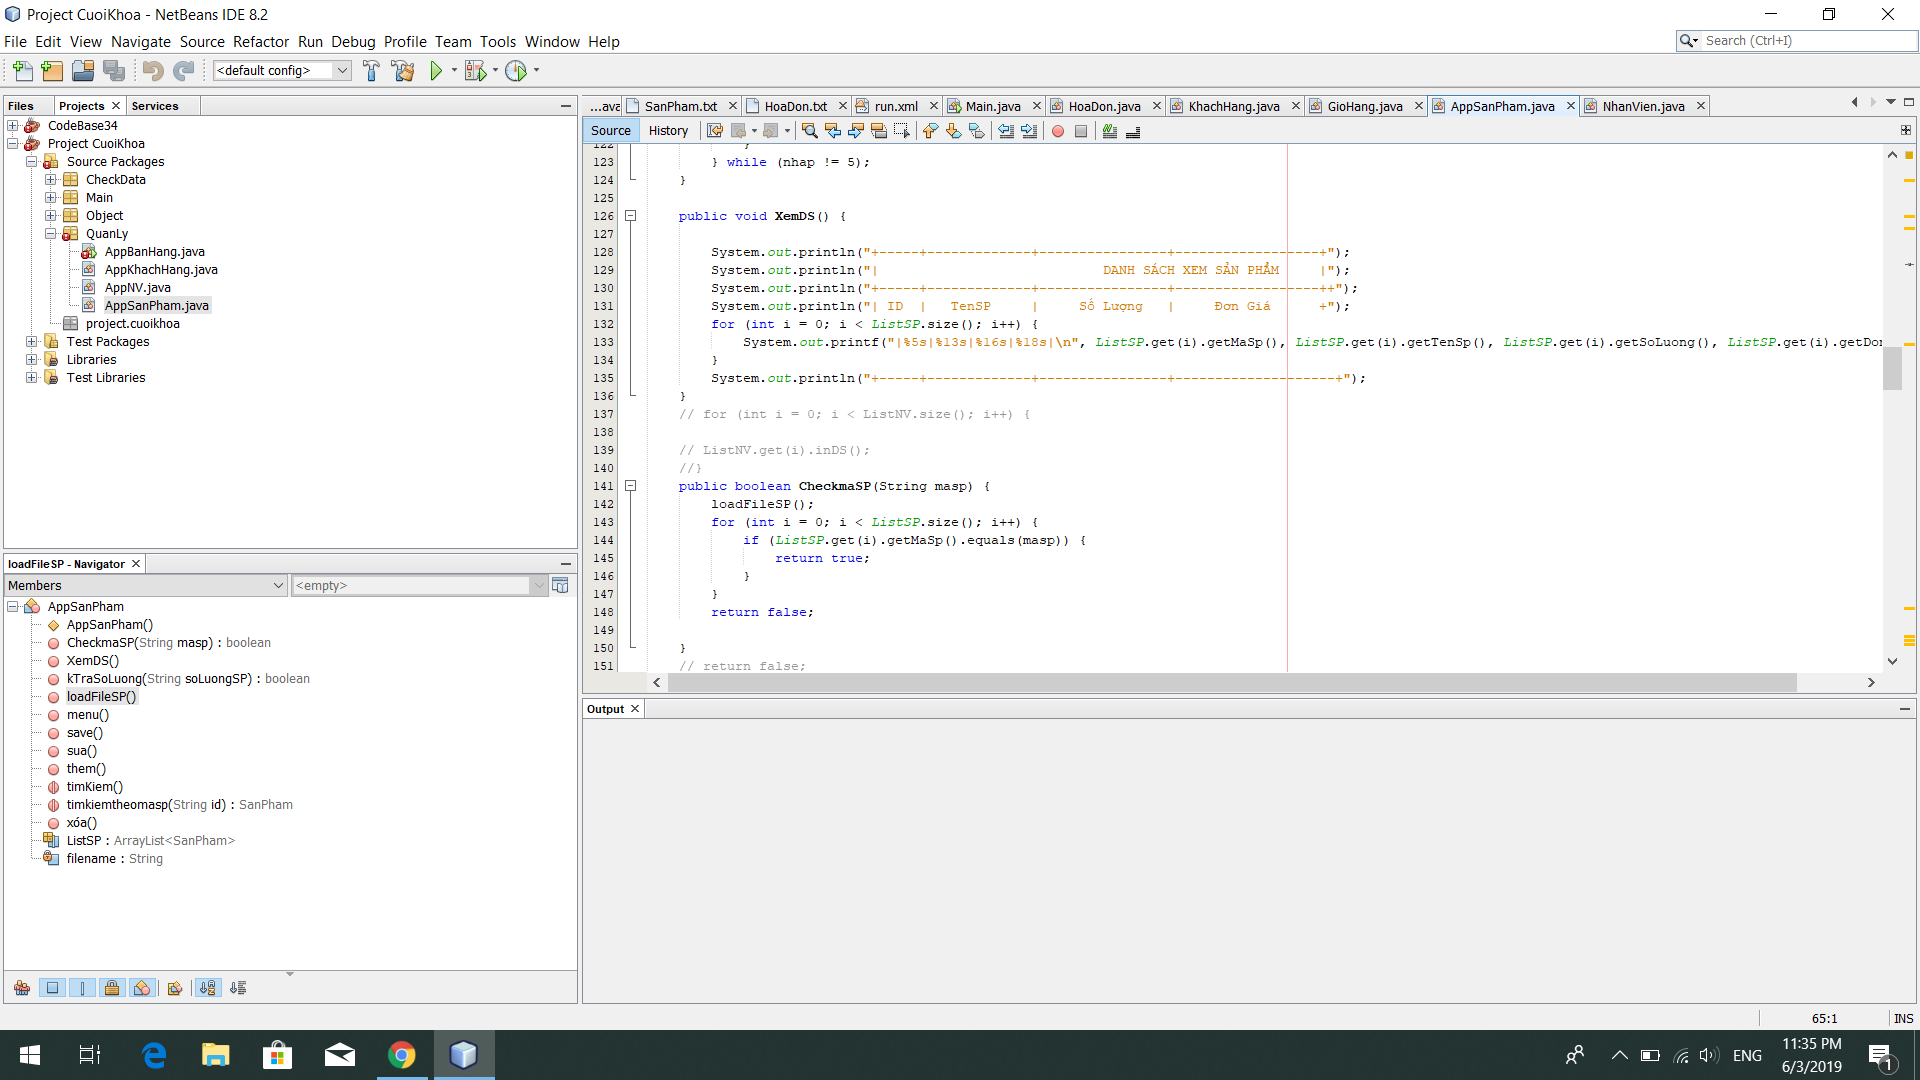 Project CuoiKhoa - NetBeans IDE 8.2
File Edit View Navigate Source Refactor Run Debug Profile Team Tools Window Help
Search (Ctrl+I)
<default config>
Files Projects Services
CodeBase34
Project CuoiKhoa
Source Packages
CheckData
Main
Object
QuanLy
AppBanHang.java
AppKhachHang.java
AppNV.java
AppSanPham.java
project.cuoikhoa
Test Packages
Libraries
Test Libraries
loadFileSP - Navigator
Members
<empty>
AppSanPham
AppSanPham()
CheckmaSP(String masp) : boolean
XemDS()
kTraSoLuong(String soLuongSP) : boolean
loadFileSP()
menu()
save()
sua()
them()
timKiem()
timkiemtheomasp(String id) : SanPham
xóa()
ListSP : ArrayList<SanPham>
filename : String
...ava SanPham.txt HoaDon.txt run.xml Main.java HoaDon.java KhachHang.java GioHang.java AppSanPham.java NhanVien.java
Source History
122 }
123 } while (nhap != 5);
124 }
125
126 public void XemDS() {
127
128 System.out.println("+-----+-------------+----------------+------------------+");
129 System.out.println("| DANH SÁCH XEM SẢN PHẨM |");
130 System.out.println("+-----+-------------+----------------+------------------++");
131 System.out.println("| ID | TenSP | Số Lượng | Đơn Giá +");
132 for (int i = 0; i < ListSP.size(); i++) {
133 System.out.printf("|%5s|%13s|%16s|%18s|\n", ListSP.get(i).getMaSp(), ListSP.get(i).getTenSp(), ListSP.get(i).getSoLuong(), ListSP.get(i).getDon
134 }
135 System.out.println("+-----+-------------+----------------+--------------------+");
136 }
137 // for (int i = 0; i < ListNV.size(); i++) {
138
139 // ListNV.get(i).inDS();
140 //}
141 public boolean CheckmaSP(String masp) {
142 loadFileSP();
143 for (int i = 0; i < ListSP.size(); i++) {
144 if (ListSP.get(i).getMaSp().equals(masp)) {
145 return true;
146 }
147 }
148 return false;
149
150 }
151 // return false;
Output
65:1 INS
ENG
11:35 PM
6/3/2019
1